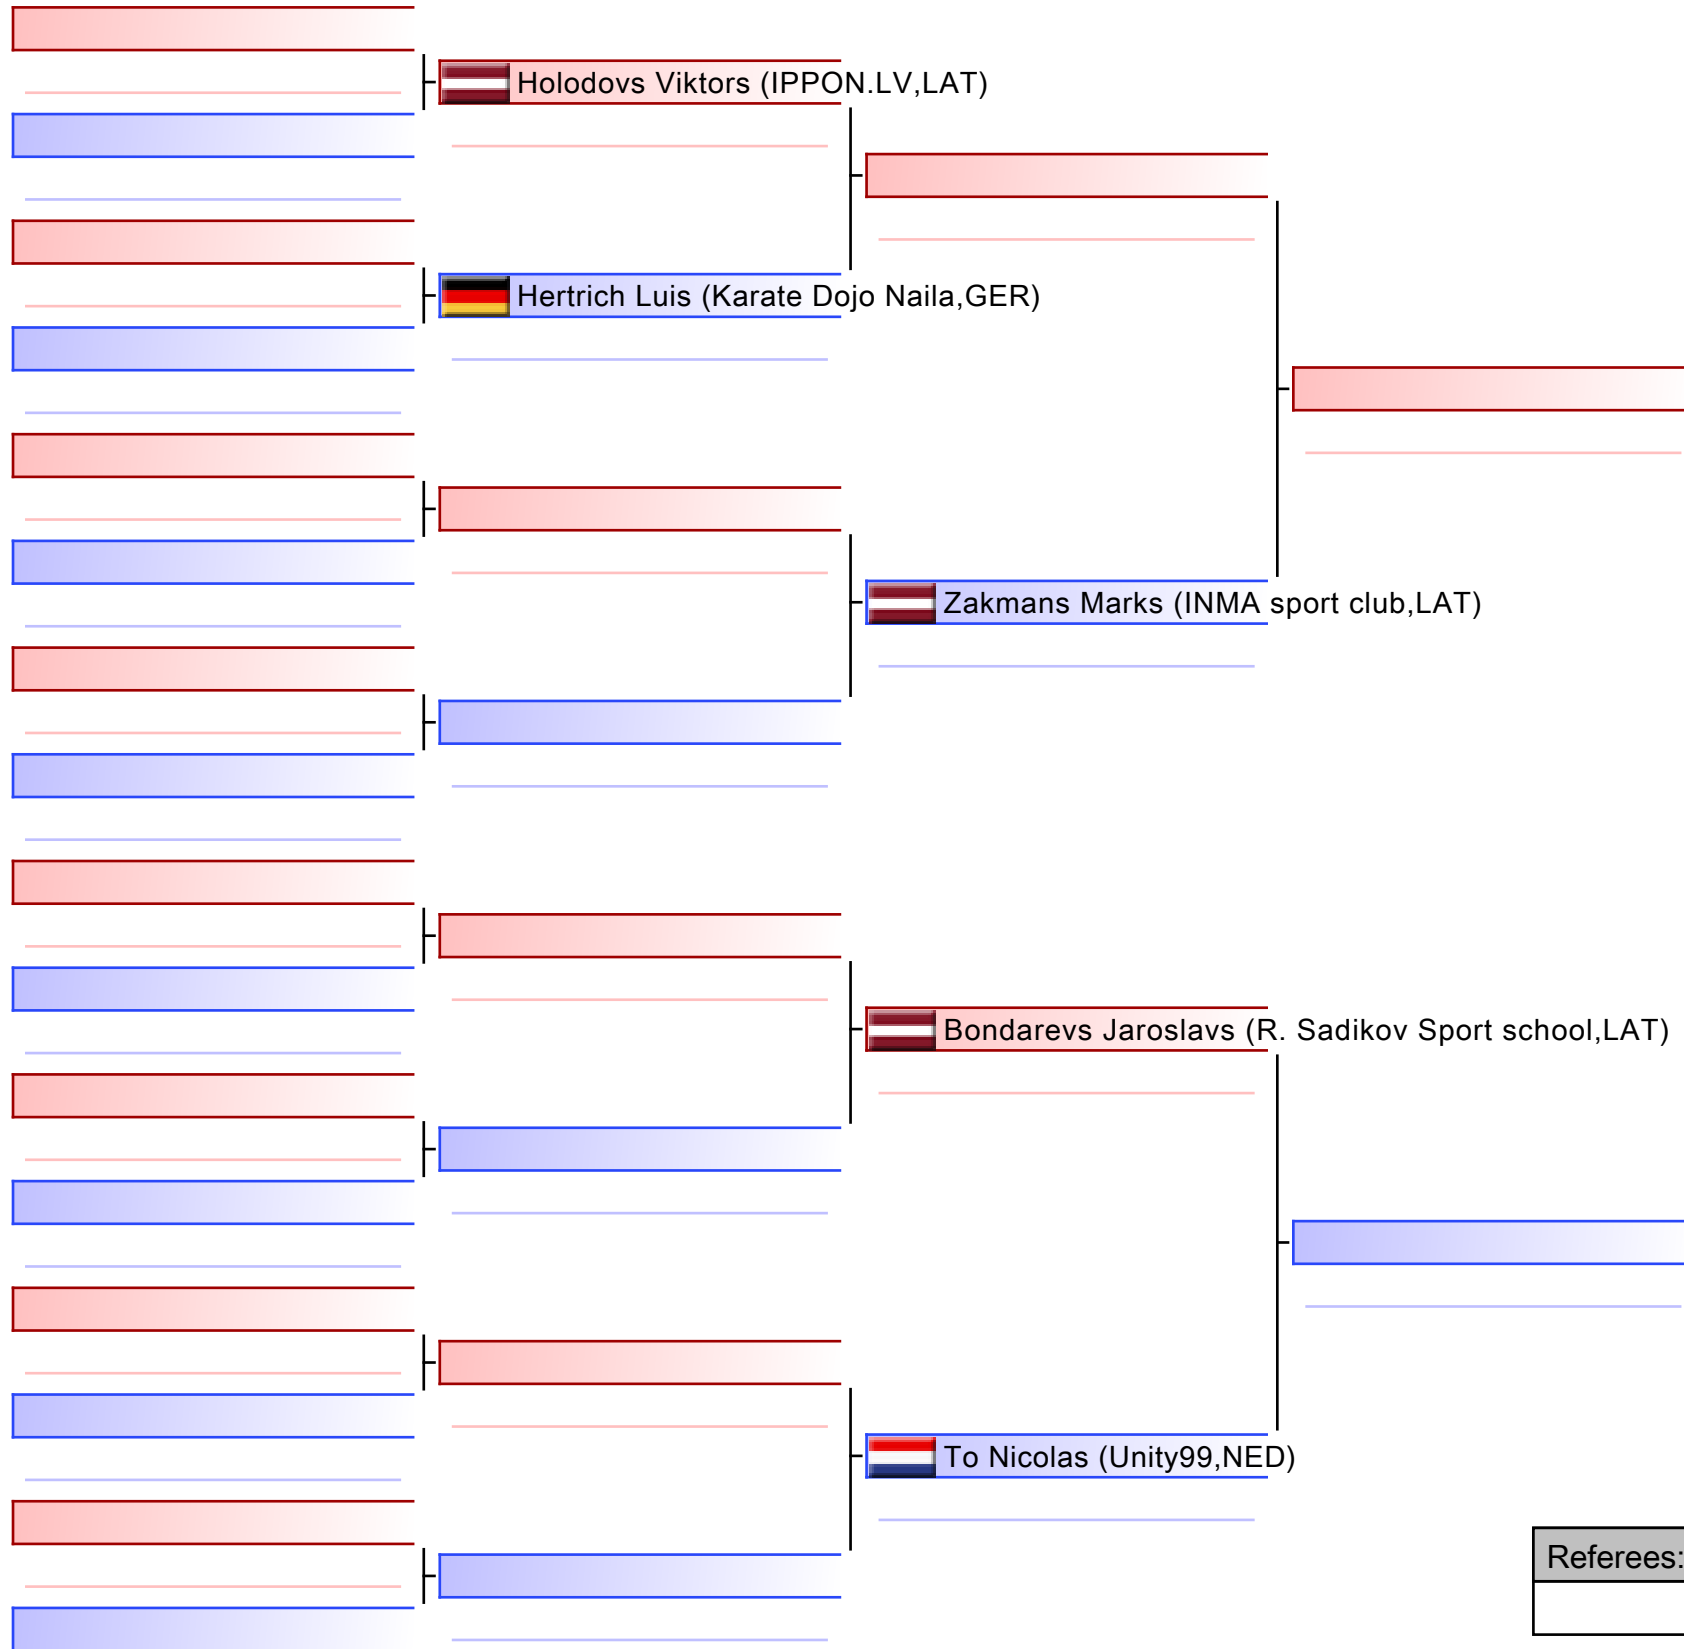 Holodovs Viktors (IPPON.LV,LAT)
Hertrich Luis (Karate Dojo Naila,GER)
Zakmans Marks (INMA sport club,LAT)
Bondarevs Jaroslavs (R. Sadikov Sport school,LAT)
To Nicolas (Unity99,NED)
Referees: